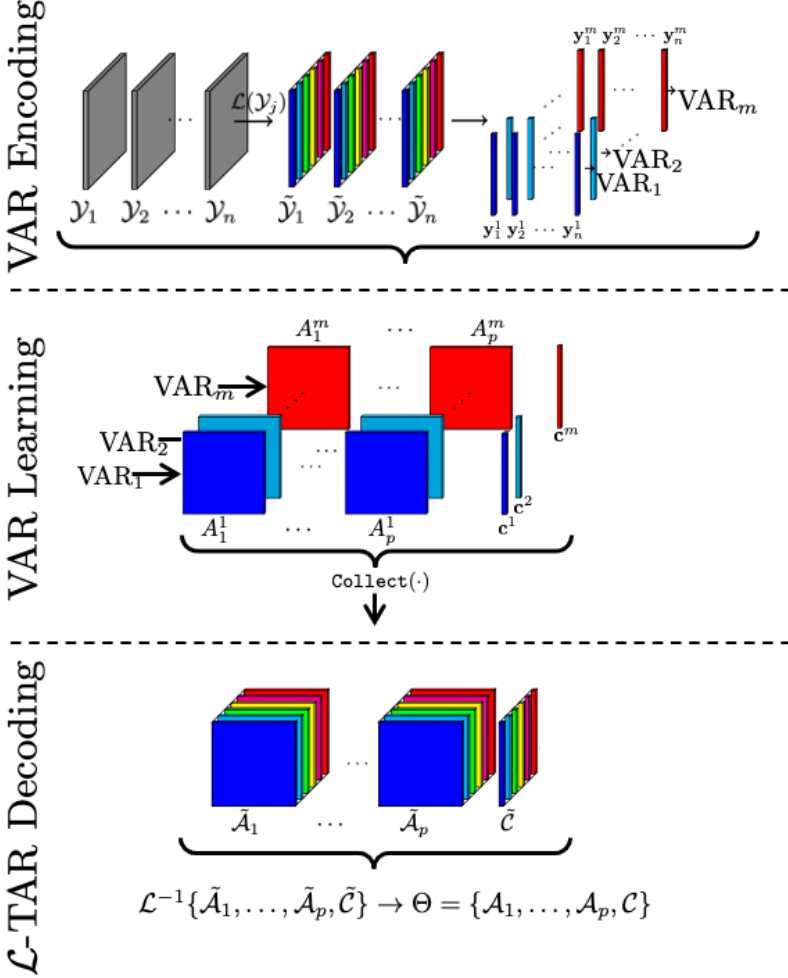 VAR Encoding
𝓛(𝒴ⱼ)
𝒴₁ 𝒴₂ ··· 𝒴ₙ
𝒴̃₁ 𝒴̃₂ ··· 𝒴̃ₙ
𝐲₁ᵐ 𝐲₂ᵐ ··· 𝐲ₙᵐ
VARₘ
VAR₂
VAR₁
𝐲₁¹ 𝐲₂¹ ··· 𝐲ₙ¹
VAR Learning
A₁ᵐ ··· Aₚᵐ
VARₘ
𝐜ᵐ
VAR₂
VAR₁
𝐜²
A₁¹ ··· Aₚ¹ 𝐜¹
Collect(·)
𝓛-TAR Decoding
𝒜̃₁ ··· 𝒜̃ₚ 𝒞̃
𝓛⁻¹{𝒜̃₁, . . . , 𝒜̃ₚ, 𝒞̃} → Θ = {𝒜₁, . . . , 𝒜ₚ, 𝒞}